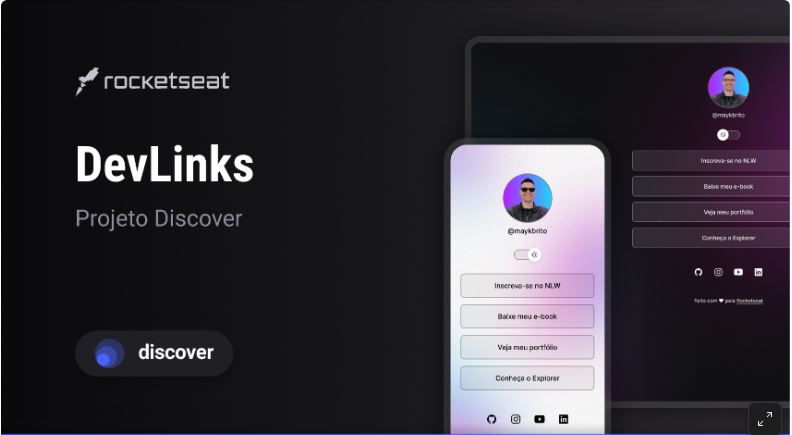 rocketseat
DevLinks
Projeto Discover
discover
@maykbrito
Inscreva-se no NLW
Baixe meu e-book
Veja meu portfólio
Conheça o Explorer
@maykbrito
Inscreva-se no NLW
Baixe meu e-book
Veja meu portfólio
Conheça o Explorer
Feito com ♥ pela Rocketseat